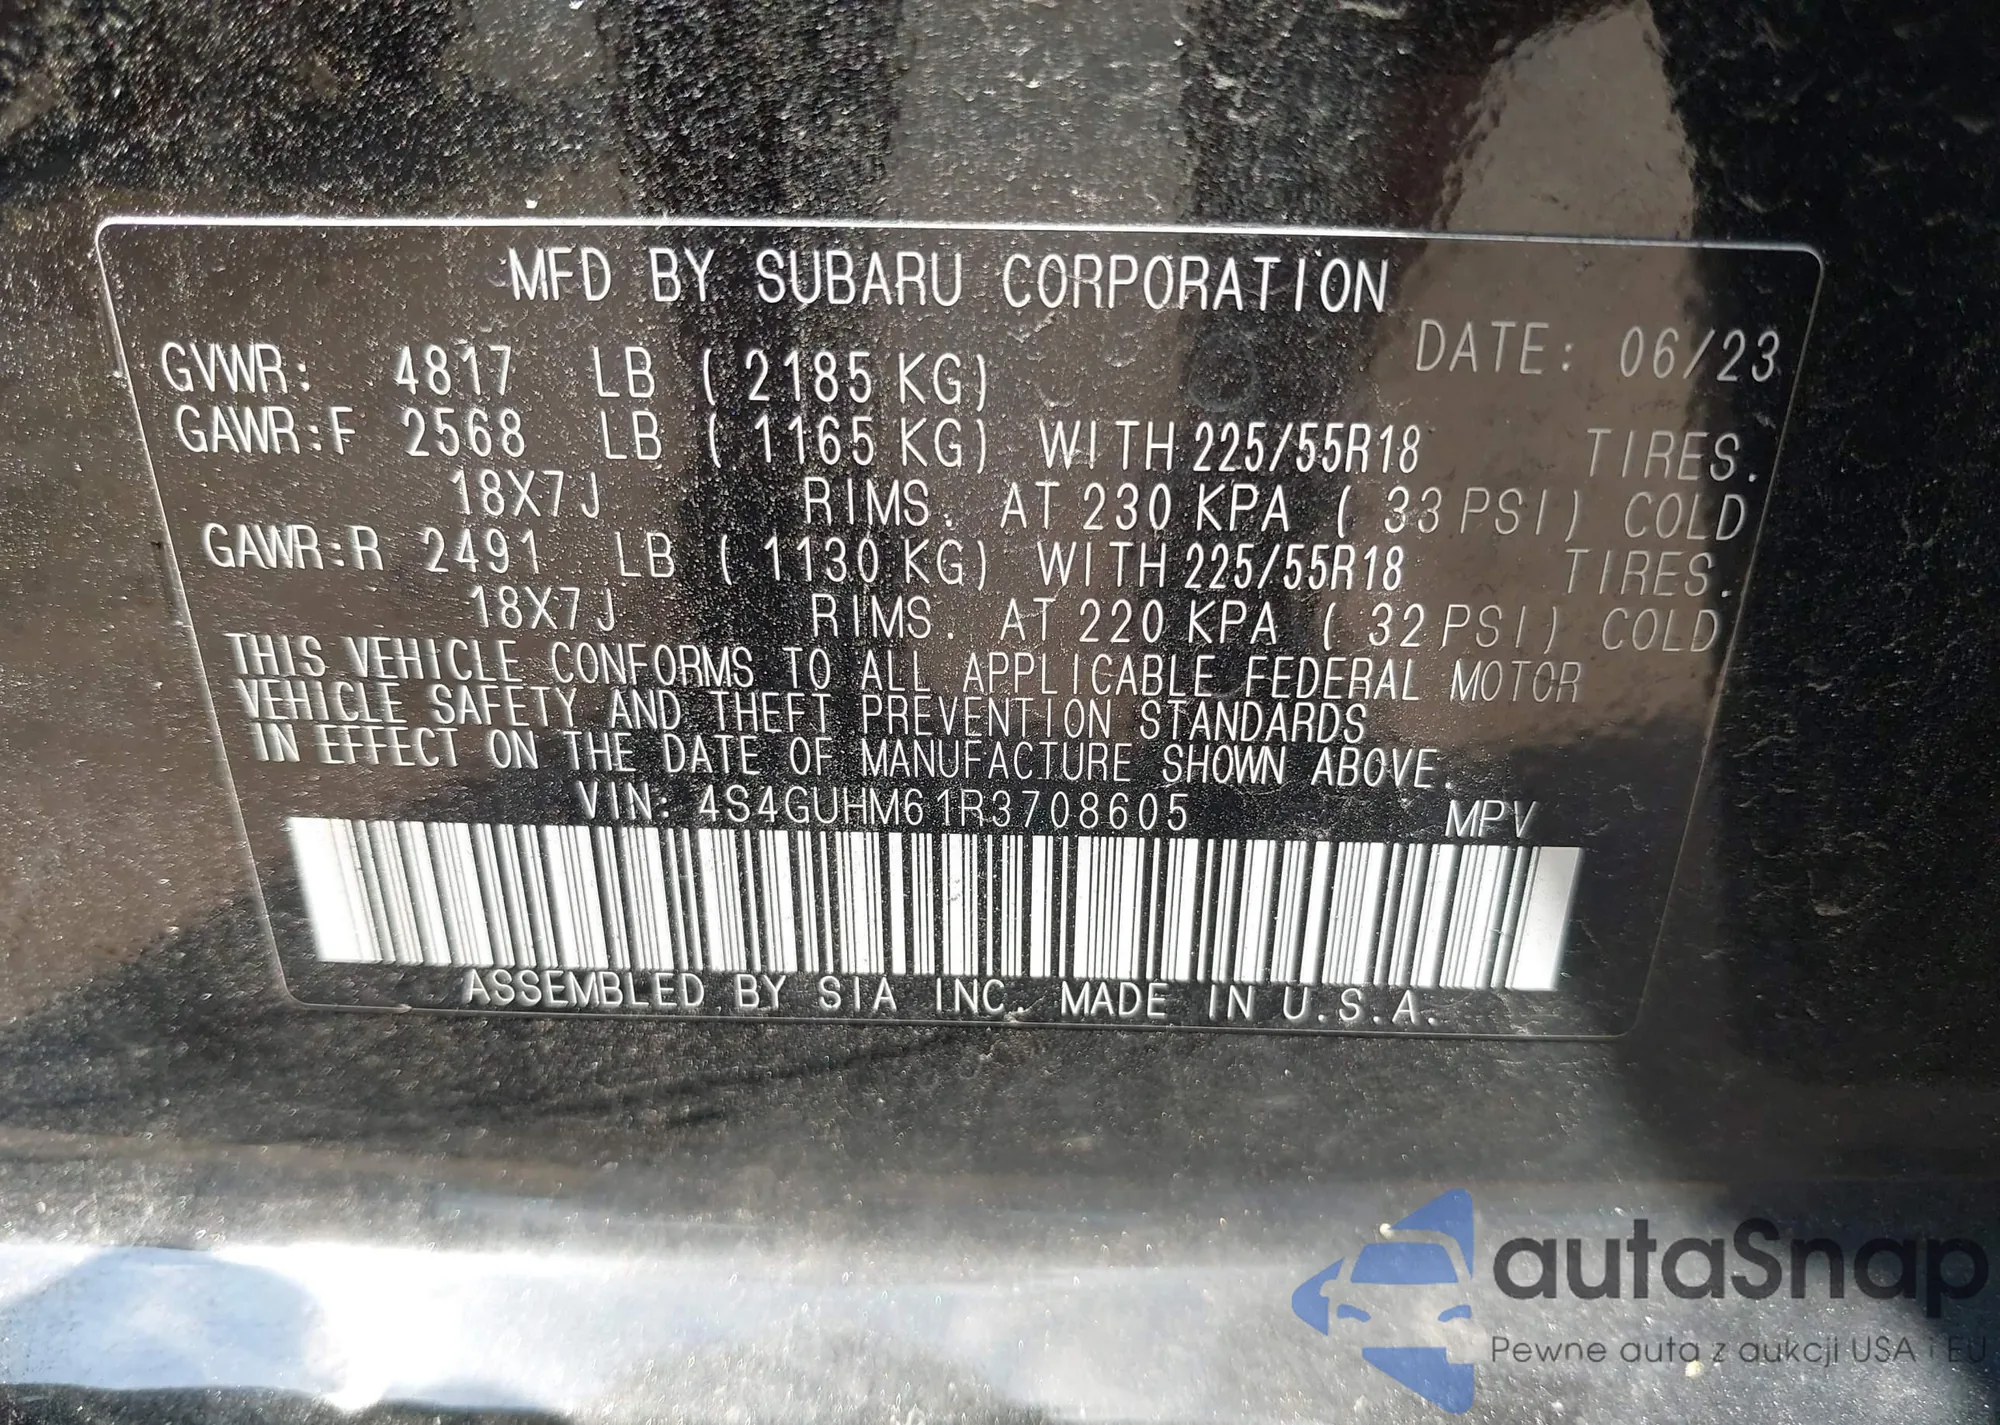 MFD BY SUBARU CORPORATION
DATE: 06/23
GVWR: 4817 LB ( 2185 KG)
GAWR:F 2568 LB ( 1165 KG) WITH 225/55R18 TIRES.
18X7J RIMS. AT 230 KPA ( 33 PSI) COLD
GAWR:R 2491 LB ( 1130 KG) WITH 225/55R18 TIRES.
18X7J RIMS. AT 220 KPA ( 32 PSI) COLD
THIS VEHICLE CONFORMS TO ALL APPLICABLE FEDERAL MOTOR
VEHICLE SAFETY AND THEFT PREVENTION STANDARDS
IN EFFECT ON THE DATE OF MANUFACTURE SHOWN ABOVE.
VIN: 4S4GUHM61R3708605 MPV
ASSEMBLED BY SIA INC. MADE IN U.S.A.
autaSnap
Pewne auta z aukcji USA i EU